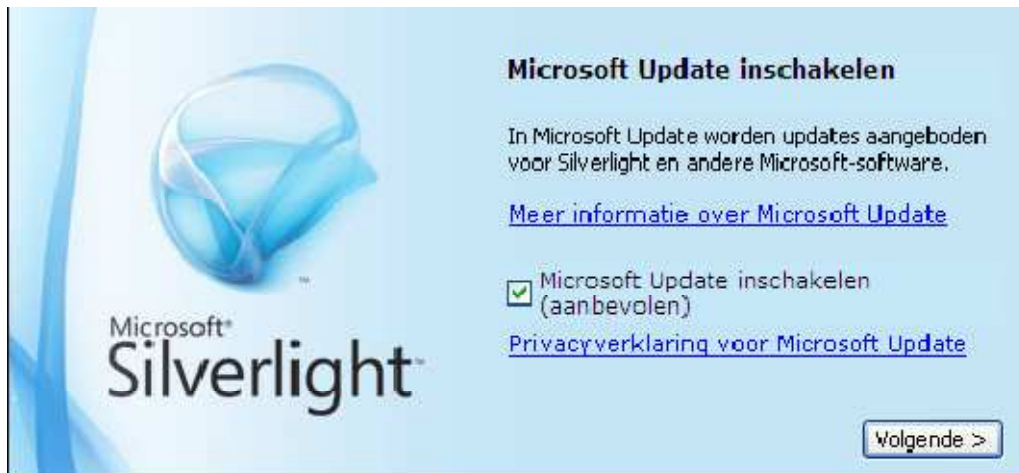 Microsoft Update inschakelen
In Microsoft Update worden updates aangeboden
voor Silverlight en andere Microsoft-software.
Meer informatie over Microsoft Update
Microsoft Update inschakelen
(aanbevolen)
Privacyverklaring voor Microsoft Update
Microsoft®
Silverlight™
Volgende >